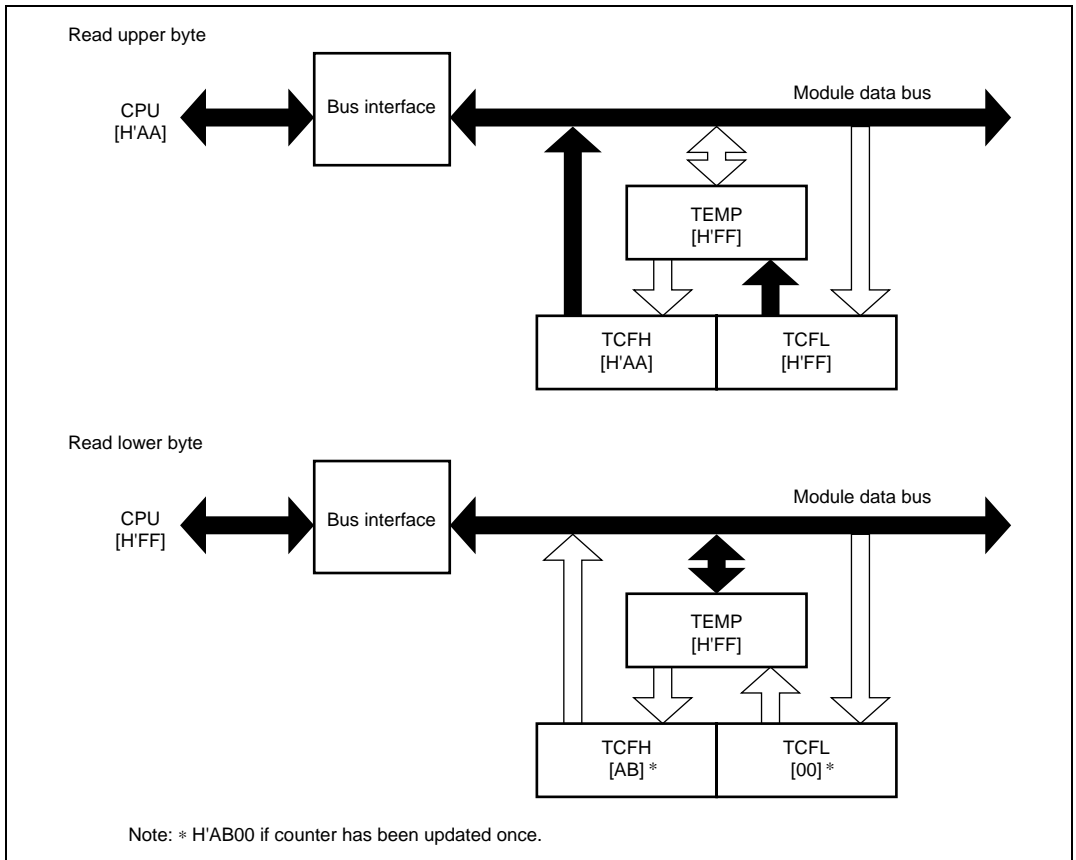 Read upper byte
CPU
[H'AA]
Bus interface
Module data bus
TEMP
[H'FF]
TCFH
[H'AA]
TCFL
[H'FF]
Read lower byte
CPU
[H'FF]
Bus interface
Module data bus
TEMP
[H'FF]
TCFH
[AB] *
TCFL
[00] *
Note: * H'AB00 if counter has been updated once.